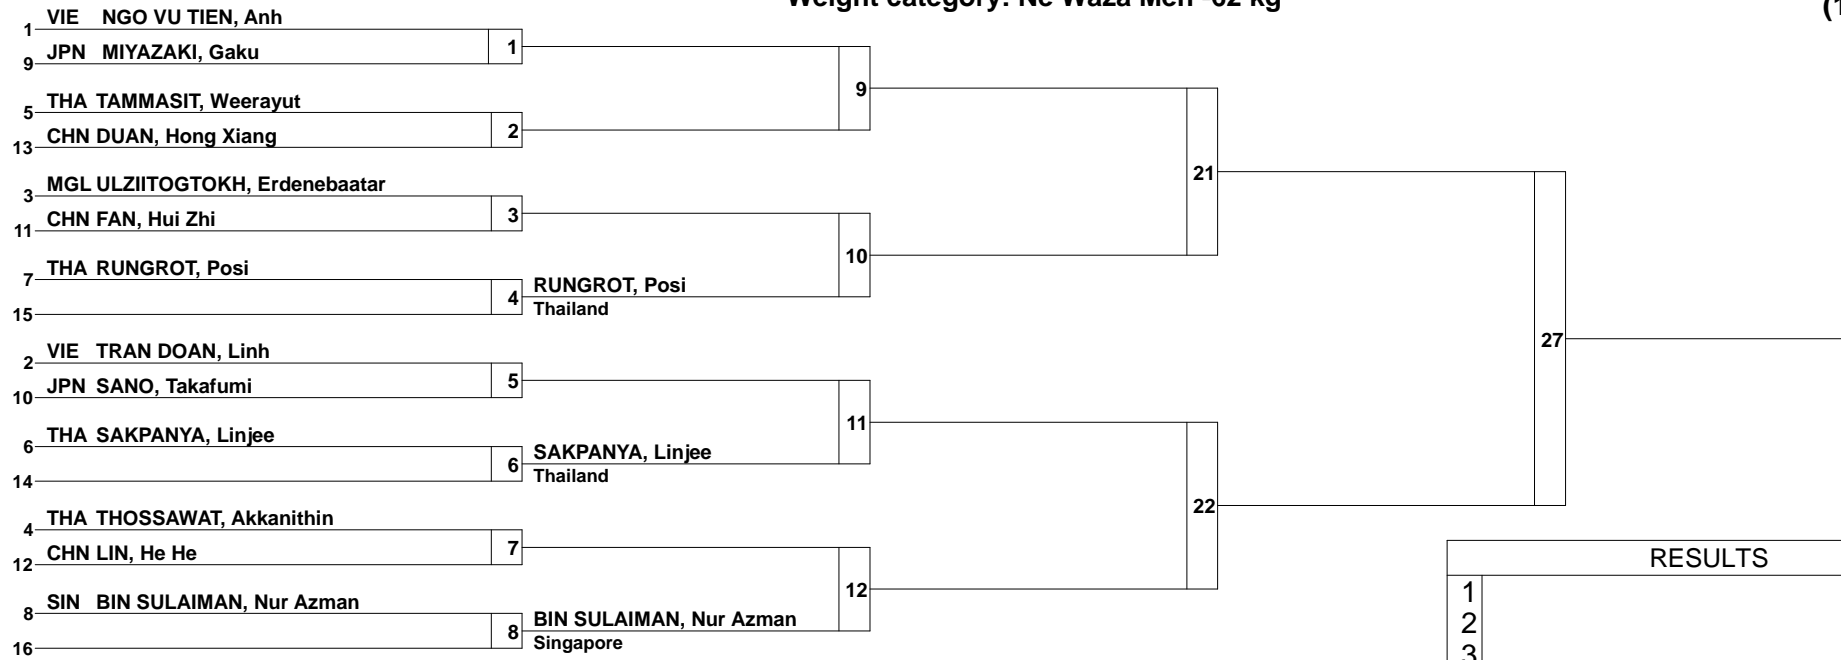 Weight category: Ne Waza Men -62 kg
(1
VIE NGO VU TIEN, Anh
1
1
JPN MIYAZAKI, Gaku
9
9
THA TAMMASIT, Weerayut
5
2
CHN DUAN, Hong Xiang
13
21
MGL ULZIITOGTOKH, Erdenebaatar
3
3
CHN FAN, Hui Zhi
11
10
THA RUNGROT, Posi
7
4
RUNGROT, Posi
Thailand
15
27
VIE TRAN DOAN, Linh
2
5
JPN SANO, Takafumi
10
11
THA SAKPANYA, Linjee
6
6
SAKPANYA, Linjee
Thailand
14
22
THA THOSSAWAT, Akkanithin
4
7
CHN LIN, He He
12
12
SIN BIN SULAIMAN, Nur Azman
8
8
BIN SULAIMAN, Nur Azman
Singapore
16
RESULTS
1
2
3